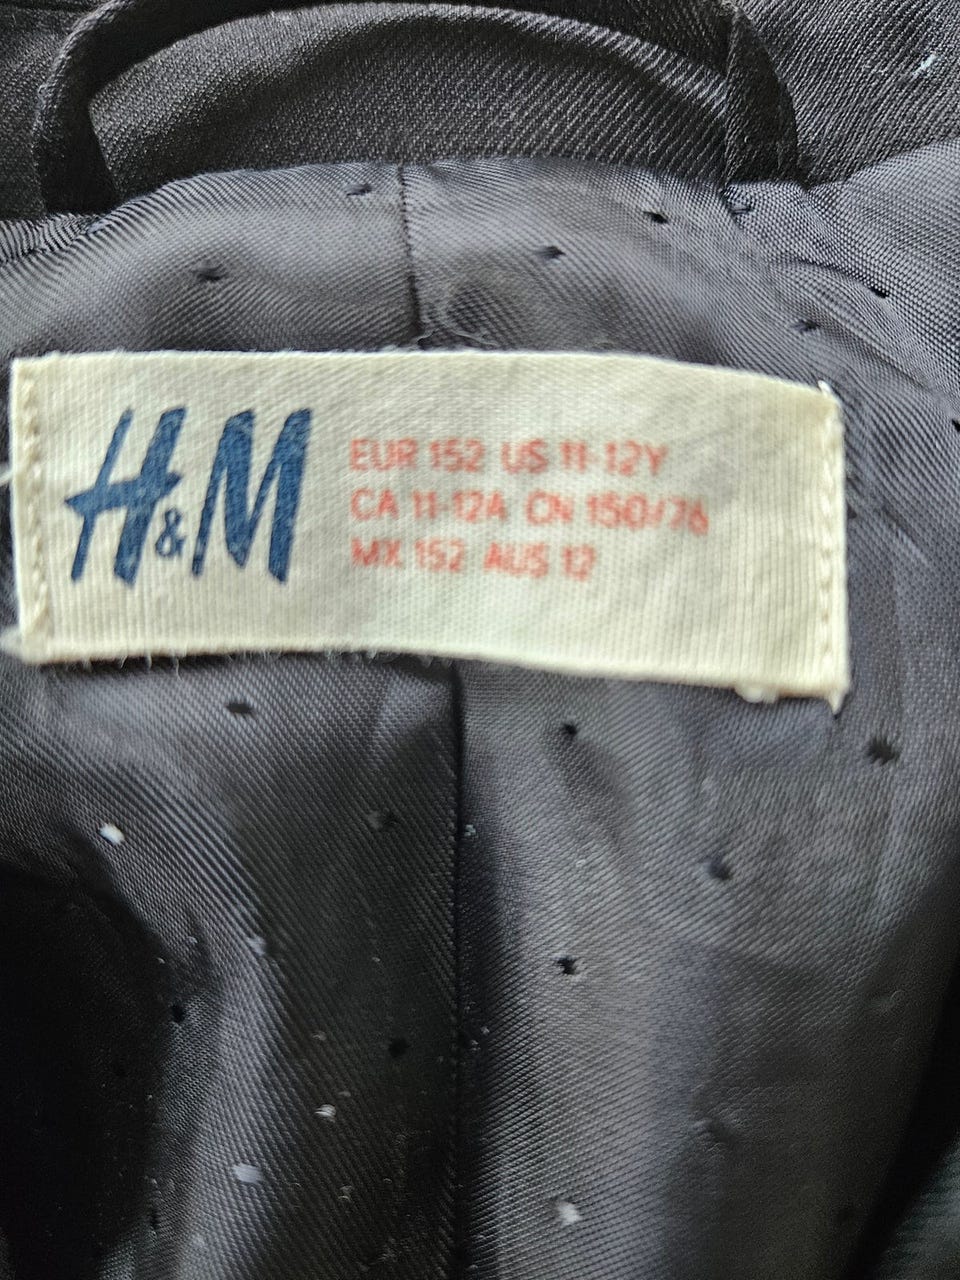 H&M
EUR 152 US 11-12Y
CA 11-12A CN 150/76
MX 152 AUS 12